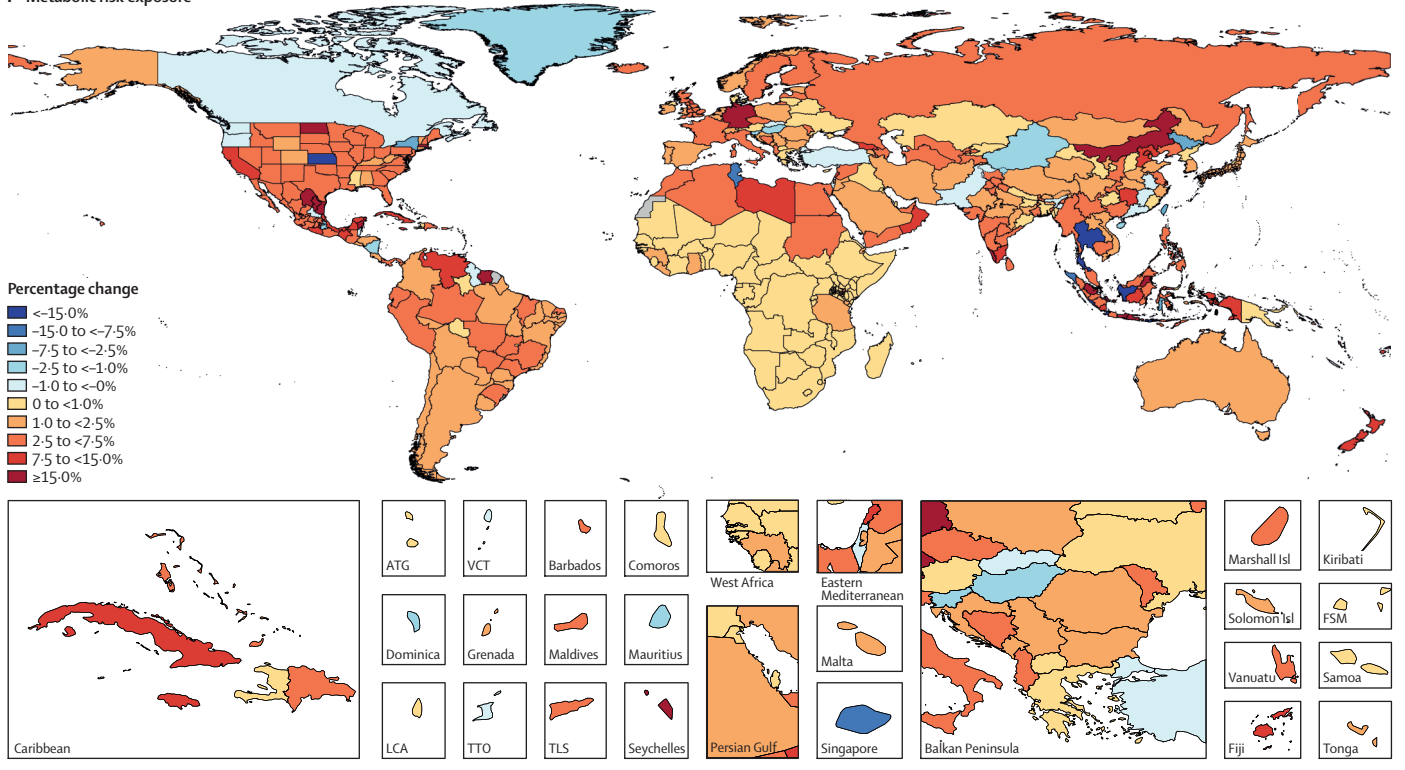 Metabolic risk exposure
Percentage change
<–15·0%
–15·0 to <–7·5%
–7·5 to <–2·5%
–2·5 to <–1·0%
–1·0 to <–0%
0 to <1·0%
1·0 to <2·5%
2·5 to <7·5%
7·5 to <15·0%
≥15·0%
Caribbean
ATG
VCT
Barbados
Comoros
Dominica
Grenada
Maldives
Mauritius
LCA
TTO
TLS
Seychelles
West Africa
Eastern
Mediterranean
Persian Gulf
Malta
Singapore
Balkan Peninsula
Marshall Isl
Kiribati
Solomon Isl
FSM
Vanuatu
Samoa
Fiji
Tonga